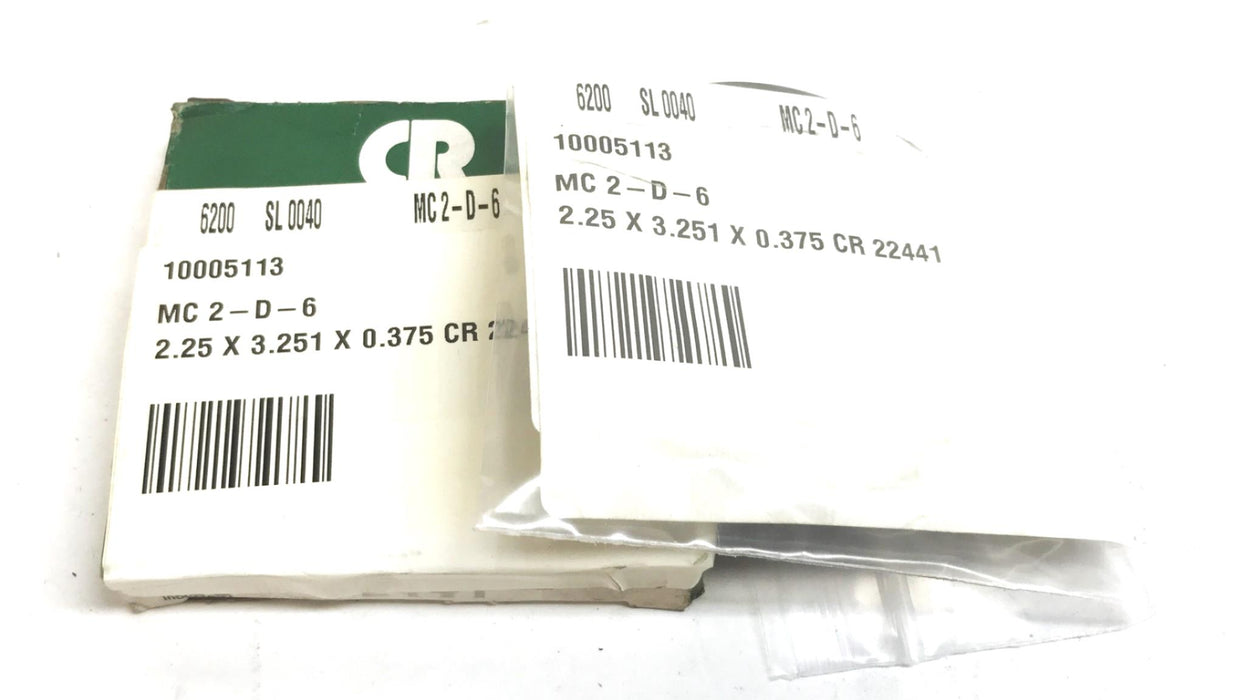 CR
6200 SL 0040 MC 2-D-6
10005113
MC 2-D-6
2.25 X 3.251 X 0.375 CR
6200 SL 0040 MC 2-D-6
10005113
MC 2-D-6
2.25 X 3.251 X 0.375 CR 22441